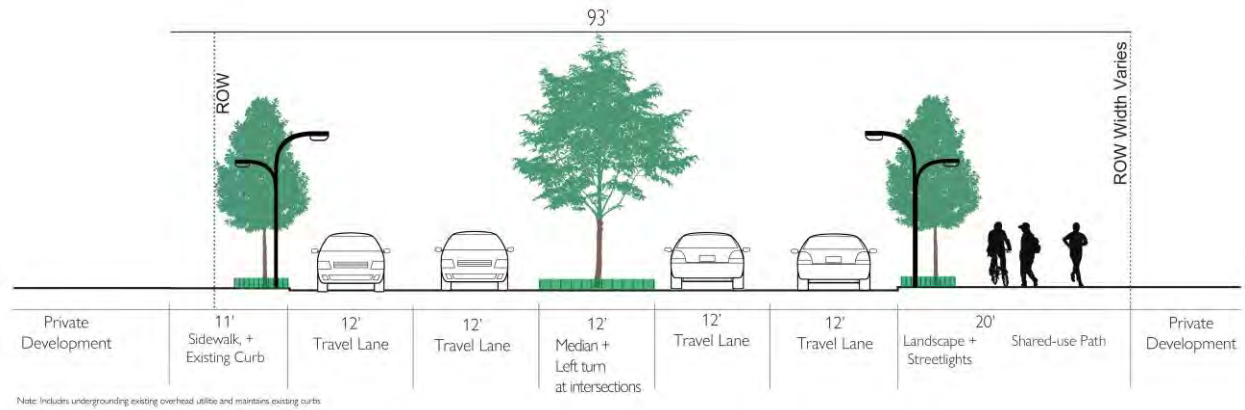 93'
ROW
ROW Width Varies
Private
Development
11'
Sidewalk, +
Existing Curb
12'
Travel Lane
12'
Travel Lane
12'
Median +
Left turn
at intersections
12'
Travel Lane
12'
Travel Lane
20'
Landscape +
Streetlights
Shared-use Path
Private
Development
Note: Includes undergrounding existing overhead utilitie and maintains existing curbs